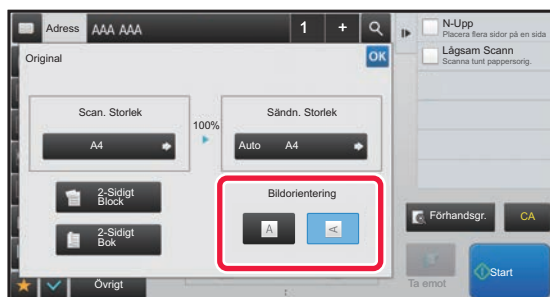 Adress AAA AAA 1 +
Original OK
Scan. Storlek
A4
100%
Sändn. Storlek
Auto A4
2-Sidigt
Block
2-Sidigt
Bok
Bildorientering
A A
Övrigt
N-Upp
Placera flera sidor på en sida
Lågsam Scann
Scanna tunt pappersorig.
Förhandsgr. CA
Ta emot
Start